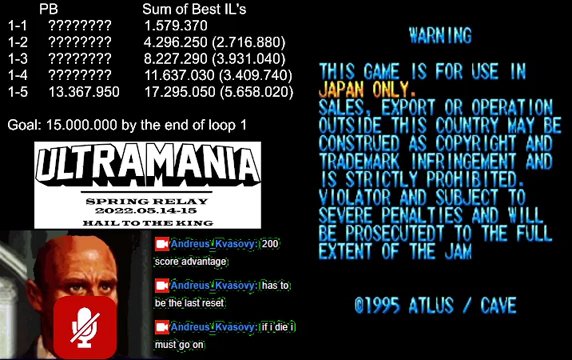 PB Sum of Best IL's
1-1 ???????? 1.579.370
1-2 ???????? 4.296.250 (2.716.880)
1-3 ???????? 8.227.290 (3.931.040)
1-4 ???????? 11.637.030 (3.409.740)
1-5 13.367.950 17.295.050 (5.658.020)
Goal: 15.000.000 by the end of loop 1
ULTRAMANIA
SPRING RELAY
2022.05.14-15
HAIL TO THE KING
Andreus_Kvasovy: 200
score advantage
Andreus_Kvasovy: has to
be the last reset
Andreus_Kvasovy: if i die i
must go on
WARNING
THIS GAME IS FOR USE IN
JAPAN ONLY.
SALES, EXPORT OR OPERATION
OUTSIDE THIS COUNTRY MAY BE
CONSTRUED AS COPYRIGHT AND
TRADEMARK INFRINGEMENT AND
IS STRICTLY PROHIBITED.
VIOLATOR AND SUBJECT TO
SEVERE PENALTIES AND WILL
BE PROSECUTEDT TO THE FULL
EXTENT OF THE JAM
©1995 ATLUS / CAVE